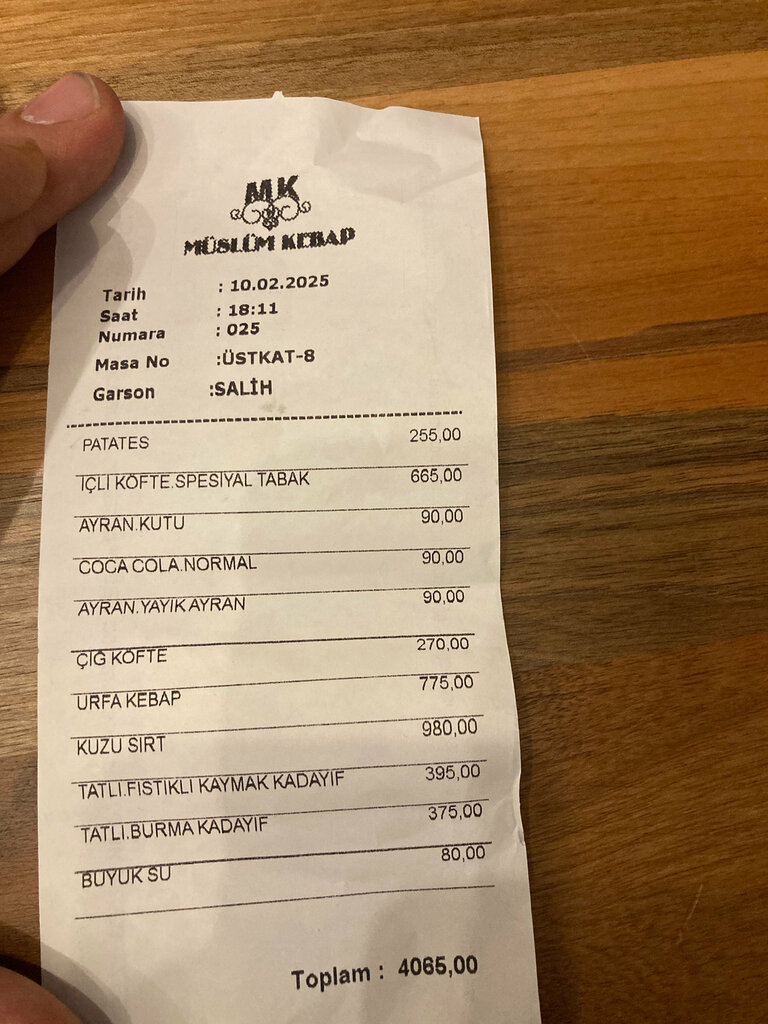 MK
MÜSLÜM KEBAP
Tarih : 10.02.2025
Saat : 18:11
Numara : 025
Masa No :ÜSTKAT-8
Garson :SALİH
PATATES 255,00
İÇLİ KÖFTE.SPESİYAL TABAK 665,00
AYRAN.KUTU 90,00
COCA COLA.NORMAL 90,00
AYRAN.YAYIK AYRAN 90,00
ÇİĞ KÖFTE 270,00
URFA KEBAP 775,00
KUZU SIRT 980,00
TATLI.FISTIKLI KAYMAK KADAYIF 395,00
TATLI.BURMA KADAYIF 375,00
BÜYÜK SU 80,00
Toplam : 4065,00